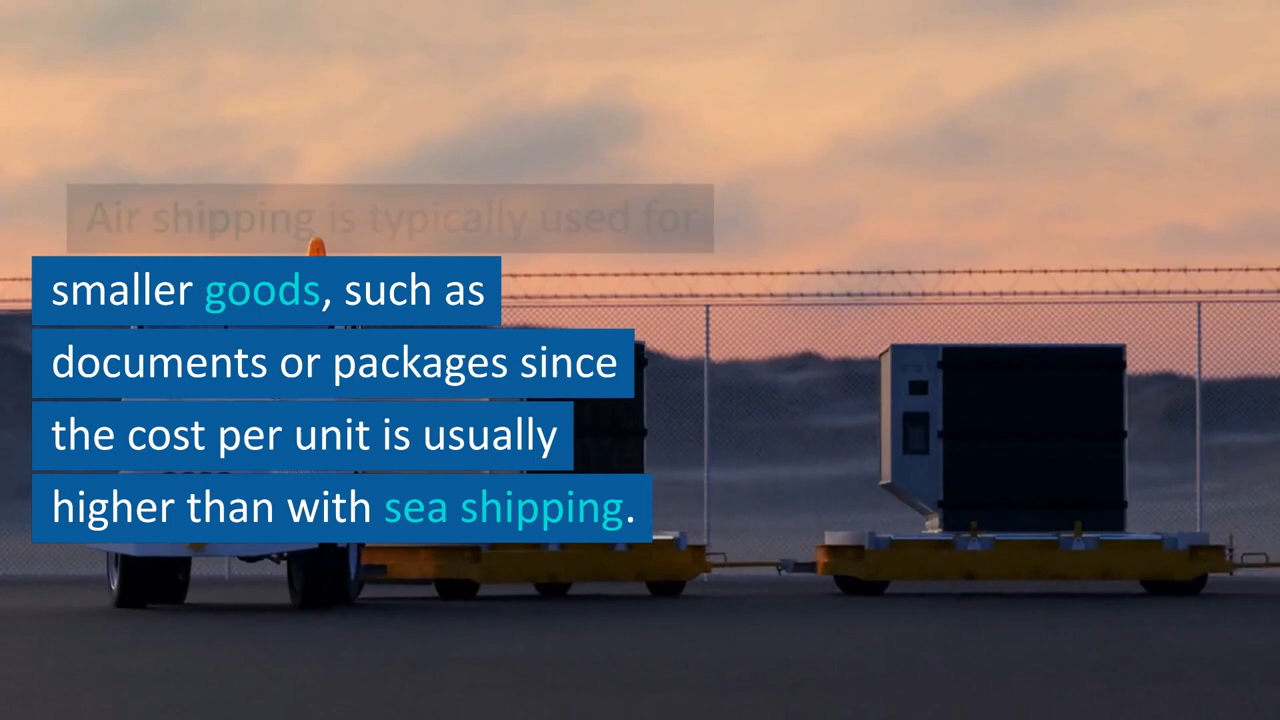 Air shipping is typically used for
smaller goods, such as
documents or packages since
the cost per unit is usually
higher than with sea shipping.